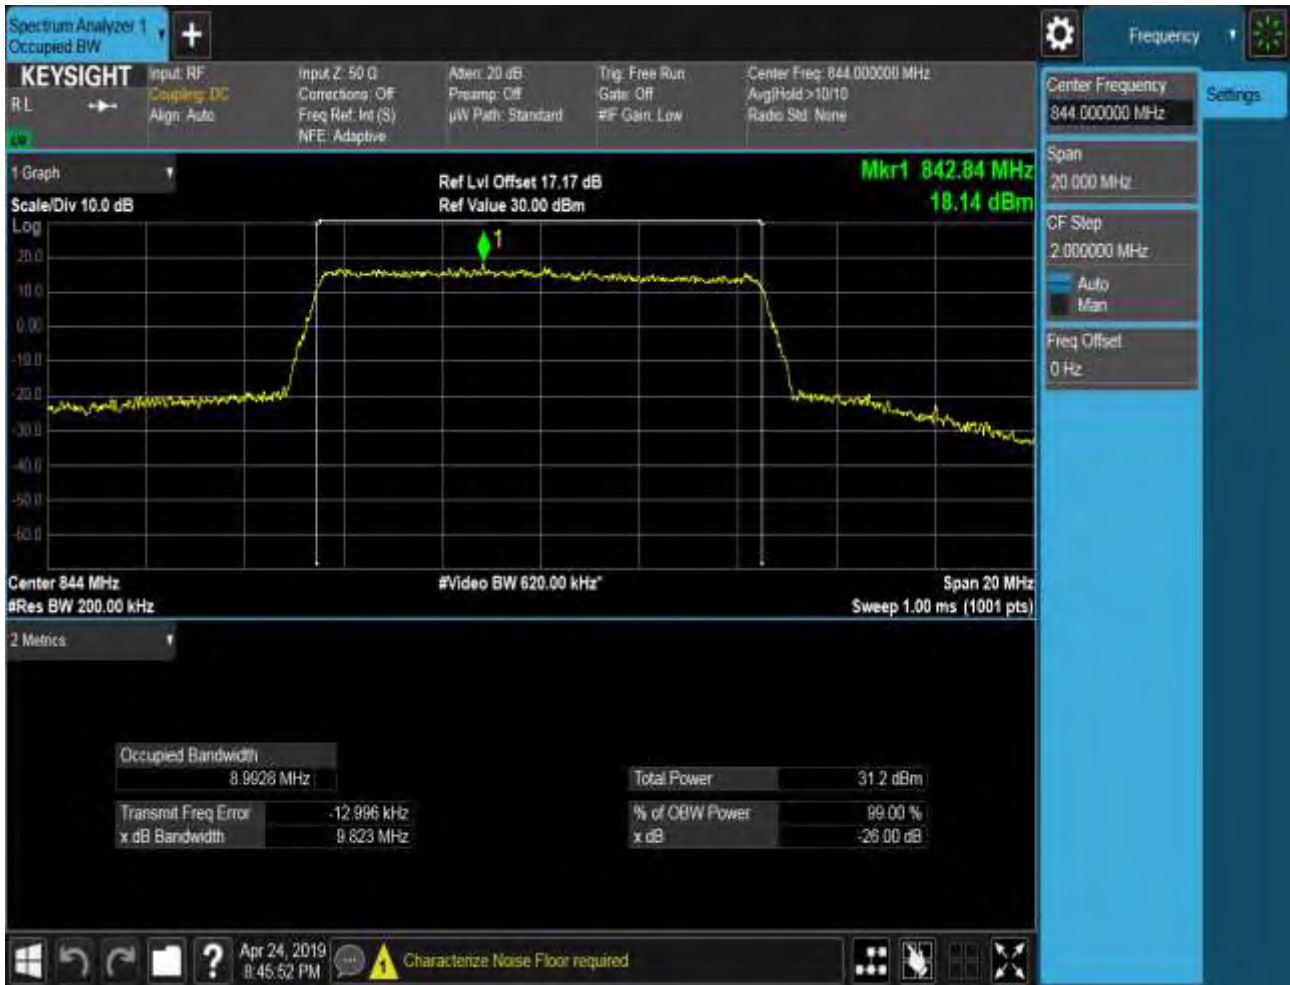 Spectrum Analyzer 1
Occupied BW
Frequency
KEYSIGHT
R L
Input: RF
Coupling: DC
Align: Auto
Input Z: 50 Ω
Corrections: Off
Freq Ref: Int (S)
NFE: Adaptive
Atten: 20 dB
Preamp: Off
µW Path: Standard
Trig: Free Run
Gate: Off
#IF Gain: Low
Center Freq: 844.000000 MHz
Avg|Hold:>10/10
Radio Std: None
Center Frequency
844.000000 MHz
Settings
Span
20.000 MHz
CF Step
2.000000 MHz
Auto
Man
Freq Offset
0 Hz
1 Graph
Scale/Div 10.0 dB
Ref Lvl Offset 17.17 dB
Ref Value 30.00 dBm
Mkr1 842.84 MHz
18.14 dBm
Log
1
20.0
10.0
0.00
-10.0
-20.0
-30.0
-40.0
-50.0
-60.0
Center 844 MHz
#Video BW 620.00 kHz*
Span 20 MHz
#Res BW 200.00 kHz
Sweep 1.00 ms (1001 pts)
2 Metrics
Occupied Bandwidth
8.9928 MHz
Total Power 31.2 dBm
Transmit Freq Error -12.996 kHz
% of OBW Power 99.00 %
x dB Bandwidth 9.823 MHz
x dB -26.00 dB
Apr 24, 2019
8:45:52 PM
Characterize Noise Floor required